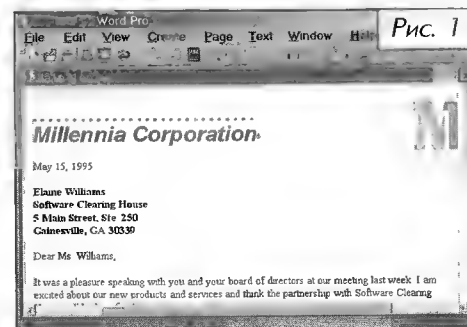 Word Pro
Рис. 1
File Edit View Create Page Text Window Help
Millennia Corporation
M
May 15, 1995
Elaine Williams
Software Clearing House
5 Main Street, Ste 250
Gainesville, GA 30339
Dear Ms Williams,
It was a pleasure speaking with you and your board of directors at our meeting last week I am
excited about our new products and services and think the partnership with Software Clearing